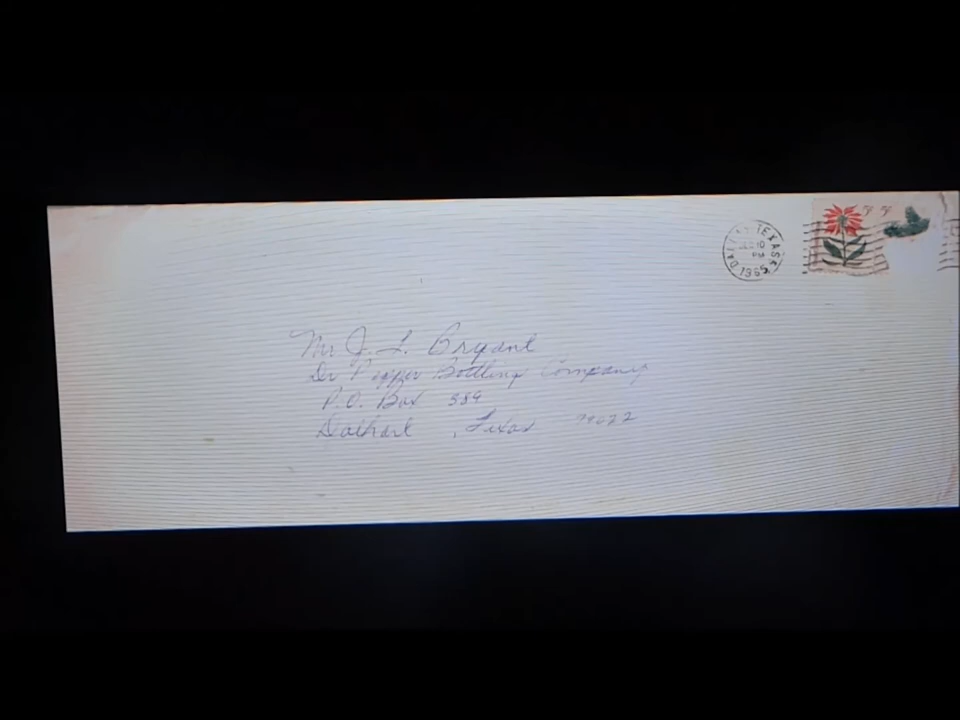 DALLAS TEXAS
DEC 10
PM
1965
Mr J. L. Bryant
Dr Pepper Bottling Company
P.O. Box 389
Dalhart, Texas 79022